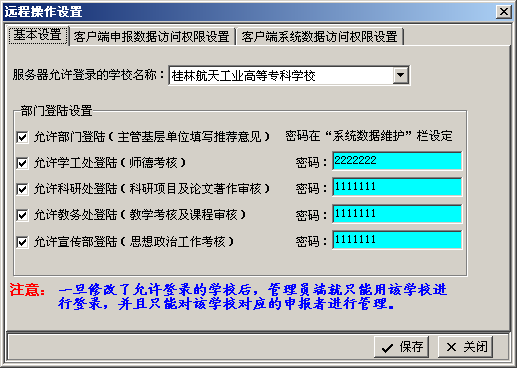 远程操作设置
基本设置 客户端申报数据访问权限设置 客户端系统数据访问权限设置
服务器允许登录的学校名称： 桂林航天工业高等专科学校
部门登陆设置
允许部门登陆（主管基层单位填写推荐意见） 密码在“系统数据维护”栏设定
允许学工处登陆（师德考核） 密码： 2222222
允许科研处登陆（科研项目及论文著作审核） 密码： 1111111
允许教务处登陆（教学考核及课程审核） 密码： 1111111
允许宣传部登陆（思想政治工作考核） 密码： 1111111
注意： 一旦修改了允许登录的学校后，管理员端就只能用该学校进
行登录，并且只能对该学校对应的申报者进行管理。
保存 关闭